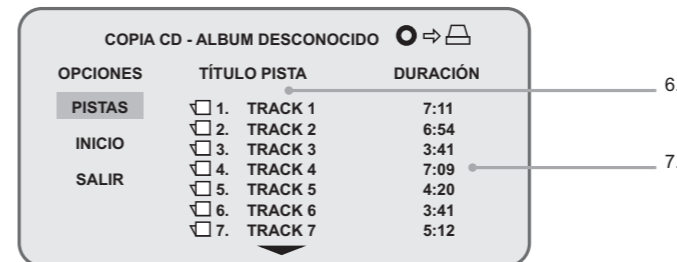 COPIA CD - ALBUM DESCONOCIDO
OPCIONES TÍTULO PISTA DURACIÓN
PISTAS 1. TRACK 1 7:11
2. TRACK 2 6:54
INICIO 3. TRACK 3 3:41
4. TRACK 4 7:09
SALIR 5. TRACK 5 4:20
6. TRACK 6 3:41
7. TRACK 7 5:12
6.
7.